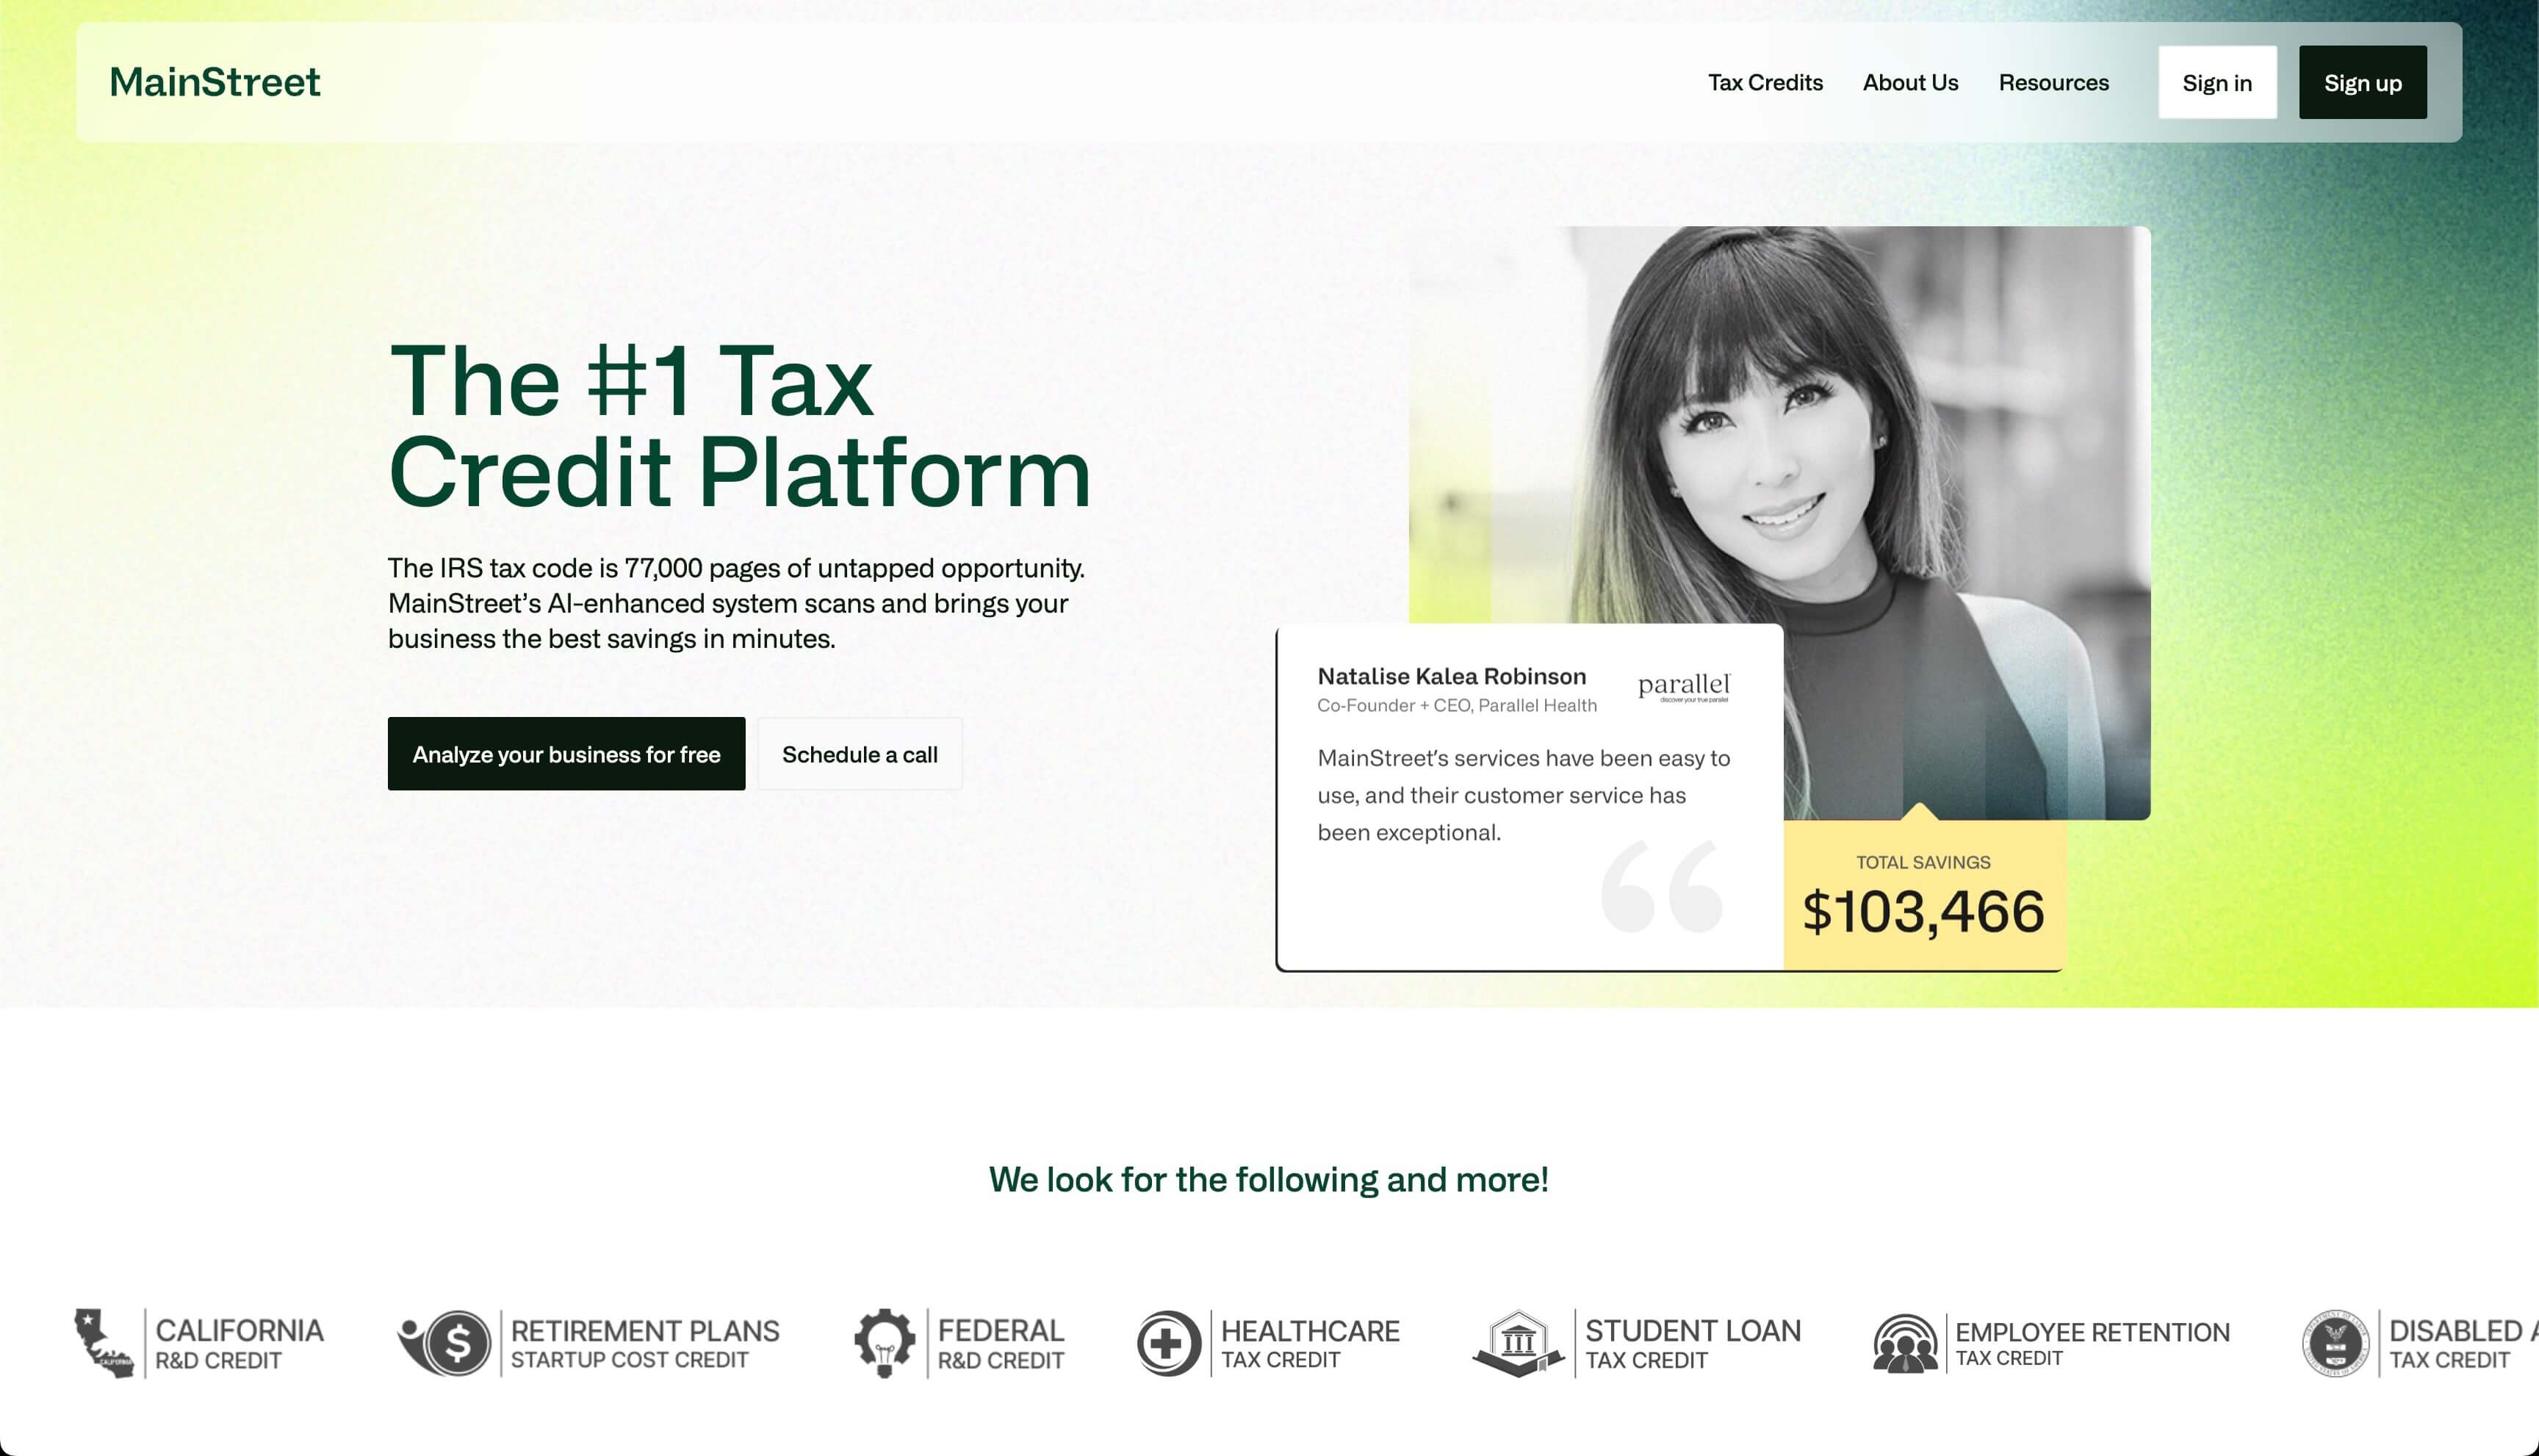 MainStreet
Tax Credits
About Us
Resources
Sign in
Sign up
The #1 Tax
Credit Platform
The IRS tax code is 77,000 pages of untapped opportunity.
MainStreet's AI-enhanced system scans and brings your
business the best savings in minutes.
Analyze your business for free
Schedule a call
Natalise Kalea Robinson
Co-Founder + CEO, Parallel Health
parallel
discover your true parallel
MainStreet's services have been easy to
use, and their customer service has
been exceptional.
TOTAL SAVINGS
$103,466
We look for the following and more!
CALIFORNIA
R&D CREDIT
RETIREMENT PLANS
STARTUP COST CREDIT
FEDERAL
R&D CREDIT
HEALTHCARE
TAX CREDIT
STUDENT LOAN
TAX CREDIT
EMPLOYEE RETENTION
TAX CREDIT
DISABLED
TAX CREDIT